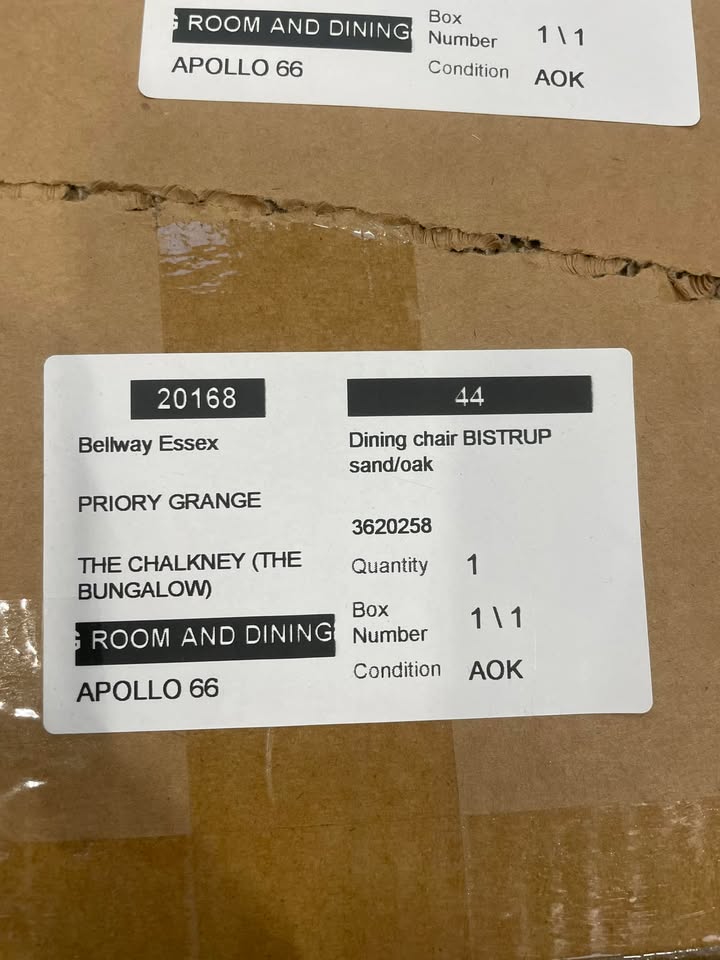 ROOM AND DINING
APOLLO 66
Box
Number
1 \ 1
Condition
AOK
20168
Bellway Essex
PRIORY GRANGE
THE CHALKNEY (THE
BUNGALOW)
ROOM AND DINING
APOLLO 66
44
Dining chair BISTRUP
sand/oak
3620258
Quantity
1
Box
Number
1 \ 1
Condition
AOK